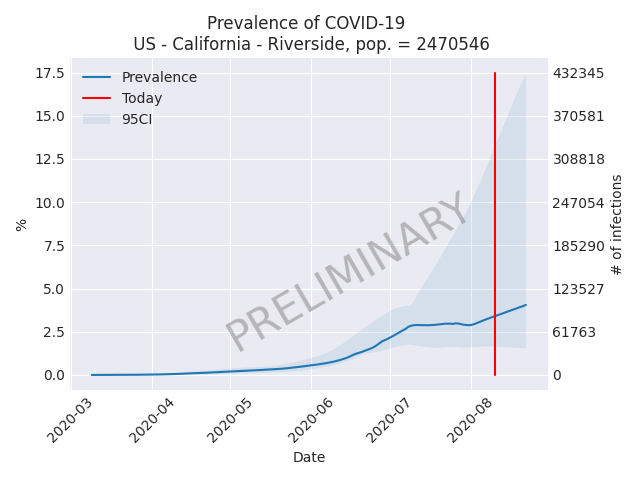 Prevalence of COVID-19
US - California - Riverside, pop. = 2470546
17.5
15.0
12.5
10.0
7.5
5.0
2.5
0.0
%
Prevalence
Today
95CI
PRELIMINARY
432345
370581
308818
247054
185290
123527
61763
0
# of infections
2020-03
2020-04
2020-05
2020-06
2020-07
2020-08
Date